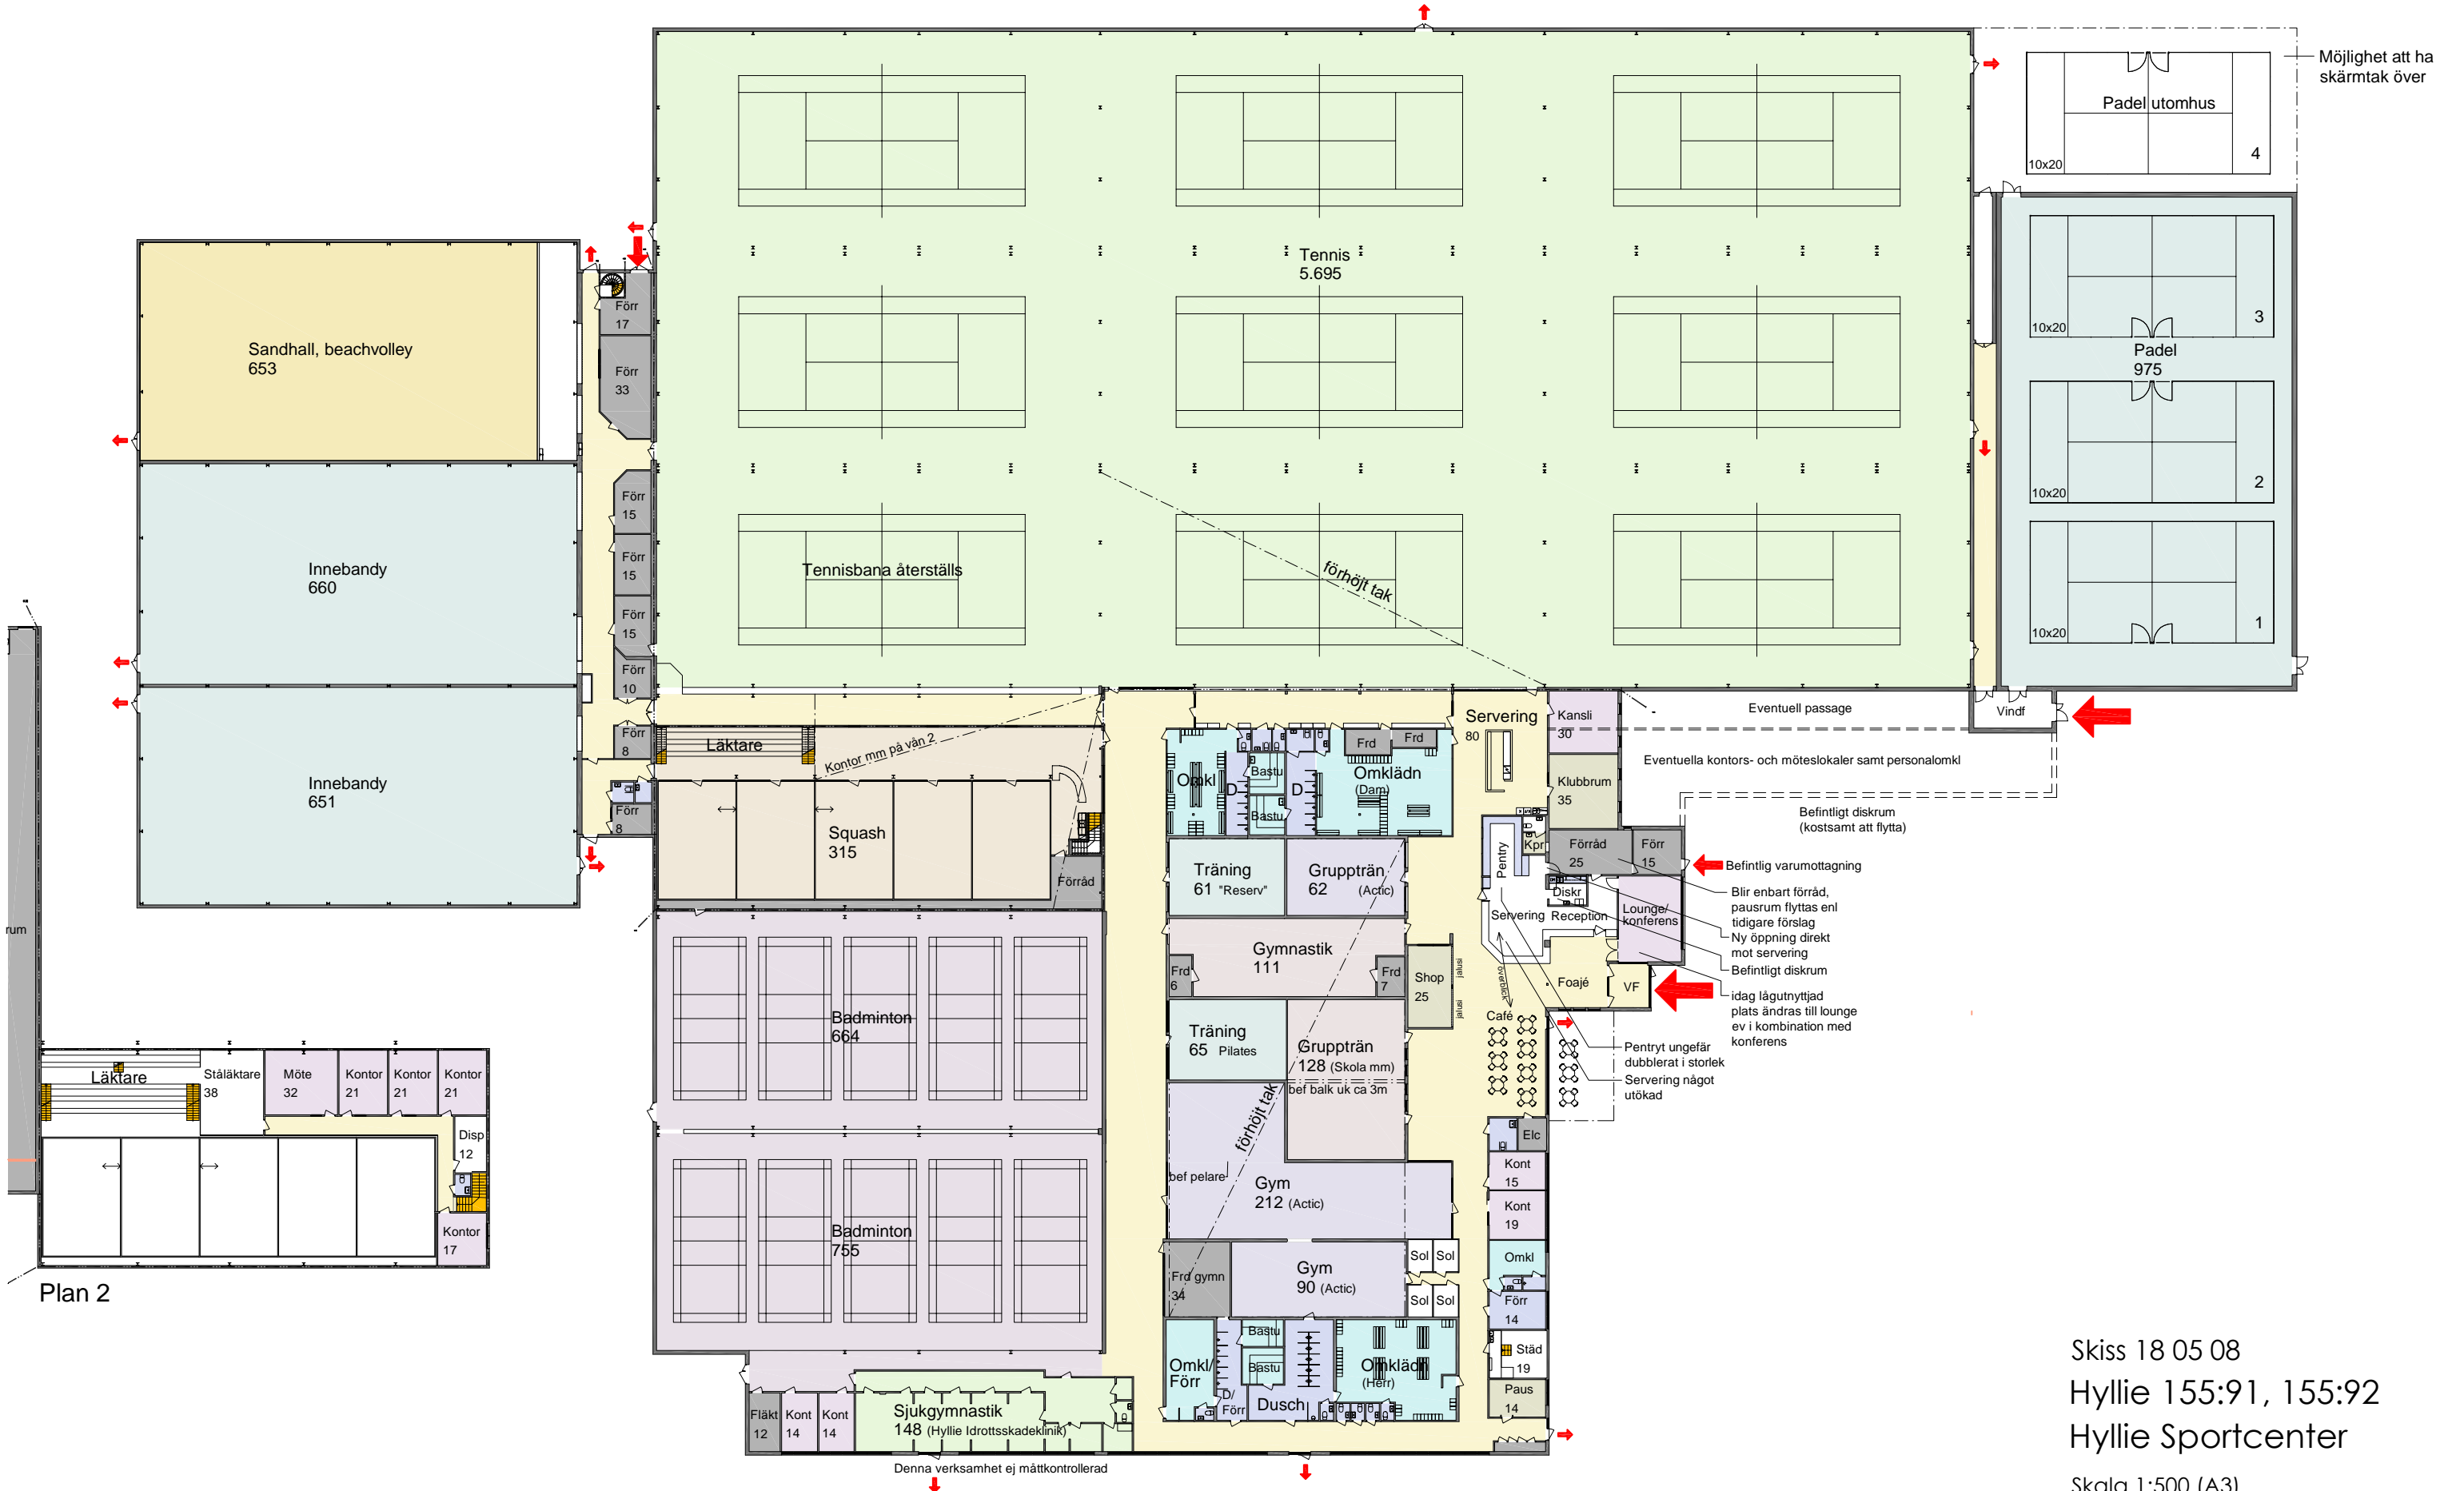 Möjlighet att ha
skärmtak över
Padel utomhus
10x20
4
Tennis
5.695
Sandhall, beachvolley
653
Förr
17
Förr
33
10x20
3
Padel
975
10x20
2
10x20
1
Innebandy
660
Förr
15
Förr
15
Förr
15
Förr
10
Tennisbana återställs
förhöjt tak
Innebandy
651
Förr
8
Förr
8
Läktare
Kontor mm på vån 2
Squash
315
Förråd
Omkl
D
Bastu
Bastu
D
Frd
Frd
Omklädn
(Dam)
Servering
80
Kansli
30
Klubbrum
35
Eventuell passage
Vindf
Eventuella kontors- och möteslokaler samt personalomkl
Befintligt diskrum
(kostsamt att flytta)
Träning
61 "Reserv"
Gruppträn
62 (Actic)
Pentry
Kpr
Förråd
25
Förr
15
Befintlig varumottagning
Diskr
Servering
Reception
Lounge/
konferens
Blir enbart förråd,
pausrum flyttas enl
tidigare förslag
Ny öppning direkt
mot servering
Befintligt diskrum
idag lågutnyttjad
plats ändras till lounge
ev i kombination med
konferens
Gymnastik
111
Frd
6
Frd
7
Shop
25
jalusi
jalusi
överblick
Foajé
VF
Café
Pentryt ungefär
dubblerat i storlek
Servering något
utökad
Badminton
664
Träning
65 Pilates
Gruppträn
128 (Skola mm)
bef balk uk ca 3m
förhöjt tak
bef pelare
Gym
212 (Actic)
Elc
Kont
15
Kont
19
Badminton
755
Frd gymn
34
Gym
90 (Actic)
Sol
Sol
Sol
Sol
Omkl
Förr
14
Städ
19
Paus
14
Omkl/
Förr
Bastu
Bastu
D/
Förr
Dusch
Omklädn
(Herr)
Fläkt
12
Kont
14
Kont
14
Sjukgymnastik
148 (Hyllie Idrottsskadeklinik)
Denna verksamhet ej måttkontrollerad
rum
Läktare
Ståläktare
38
Möte
32
Kontor
21
Kontor
21
Kontor
21
Disp
12
Kontor
17
Plan 2
Skiss 18 05 08
Hyllie 155:91, 155:92
Hyllie Sportcenter
Skala 1:500 (A3)